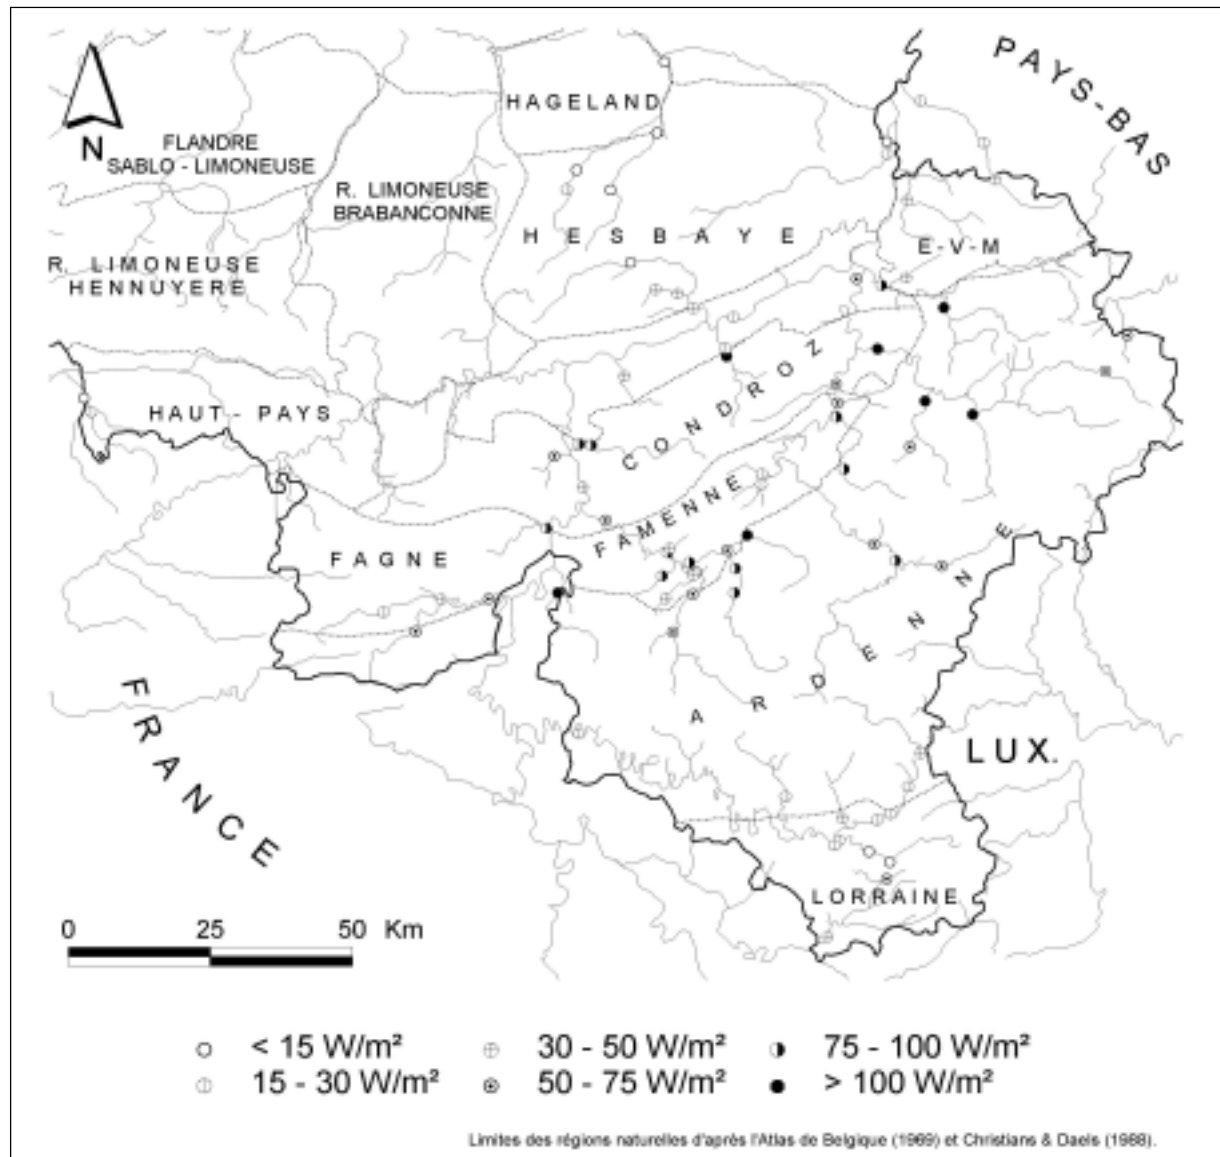 PAYS-BAS
HAGELAND
N
FLANDRE
SABLO - LIMONEUSE
R. LIMONEUSE
BRABANCONNE
HESBAYE
E-V-M
R. LIMONEUSE
HENNUYERE
HAUT - PAYS
CONDROZ
FAMENNE
FAGNE
ARDENNE
FRANCE
LUX.
LORRAINE
0 25 50 Km
< 15 W/m² 30 - 50 W/m² 75 - 100 W/m²
15 - 30 W/m² 50 - 75 W/m² > 100 W/m²
Limites des régions naturelles d'après l'Atlas de Belgique (1969) et Christians & Daels (1988).